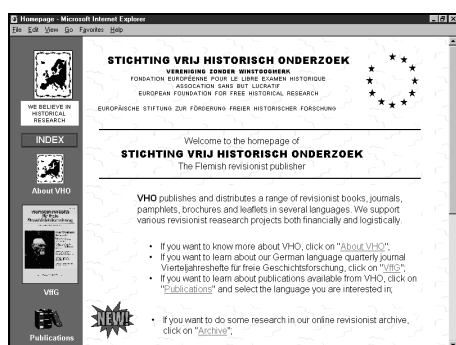 Homepage - Microsoft Internet Explorer
File Edit View Go Favorites Help
WE BELIEVE IN
HISTORICAL
RESEARCH
INDEX
About VHO
VffG
Publications
STICHTING VRIJ HISTORISCH ONDERZOEK
VERENIGING ZONDER WINSTOOGMERK
FONDATION EUROPÉENNE POUR LE LIBRE EXAMEN HISTORIQUE
ASSOCATION SANS BUT LUCRATIF
EUROPEAN FOUNDATION FOR FREE HISTORICAL RESEARCH
EUROPÄISCHE STIFTUNG ZUR FÖRDERUNG FREIER HISTORISCHER FORSCHUNG
Welcome to the homepage of
STICHTING VRIJ HISTORISCH ONDERZOEK
The Flemish revisionist publisher
VHO publishes and distributes a range of revisionist books, journals,
pamphlets, brochures and leaflets in several languages. We support
various revisionist reasearch projects both financially and logistically.
• If you want to know more about VHO, click on "About VHO";
• If you want to learn about our German language quarterly journal
Vierteljahreshefte für freie Geschichtsforschung, click on "VffG";
• If you want to learn about publications available from VHO, click on
"Publications" and select the language you are interested in;
NEW!
• If you want to do some research in our online revisionist archive,
click on "Archive";